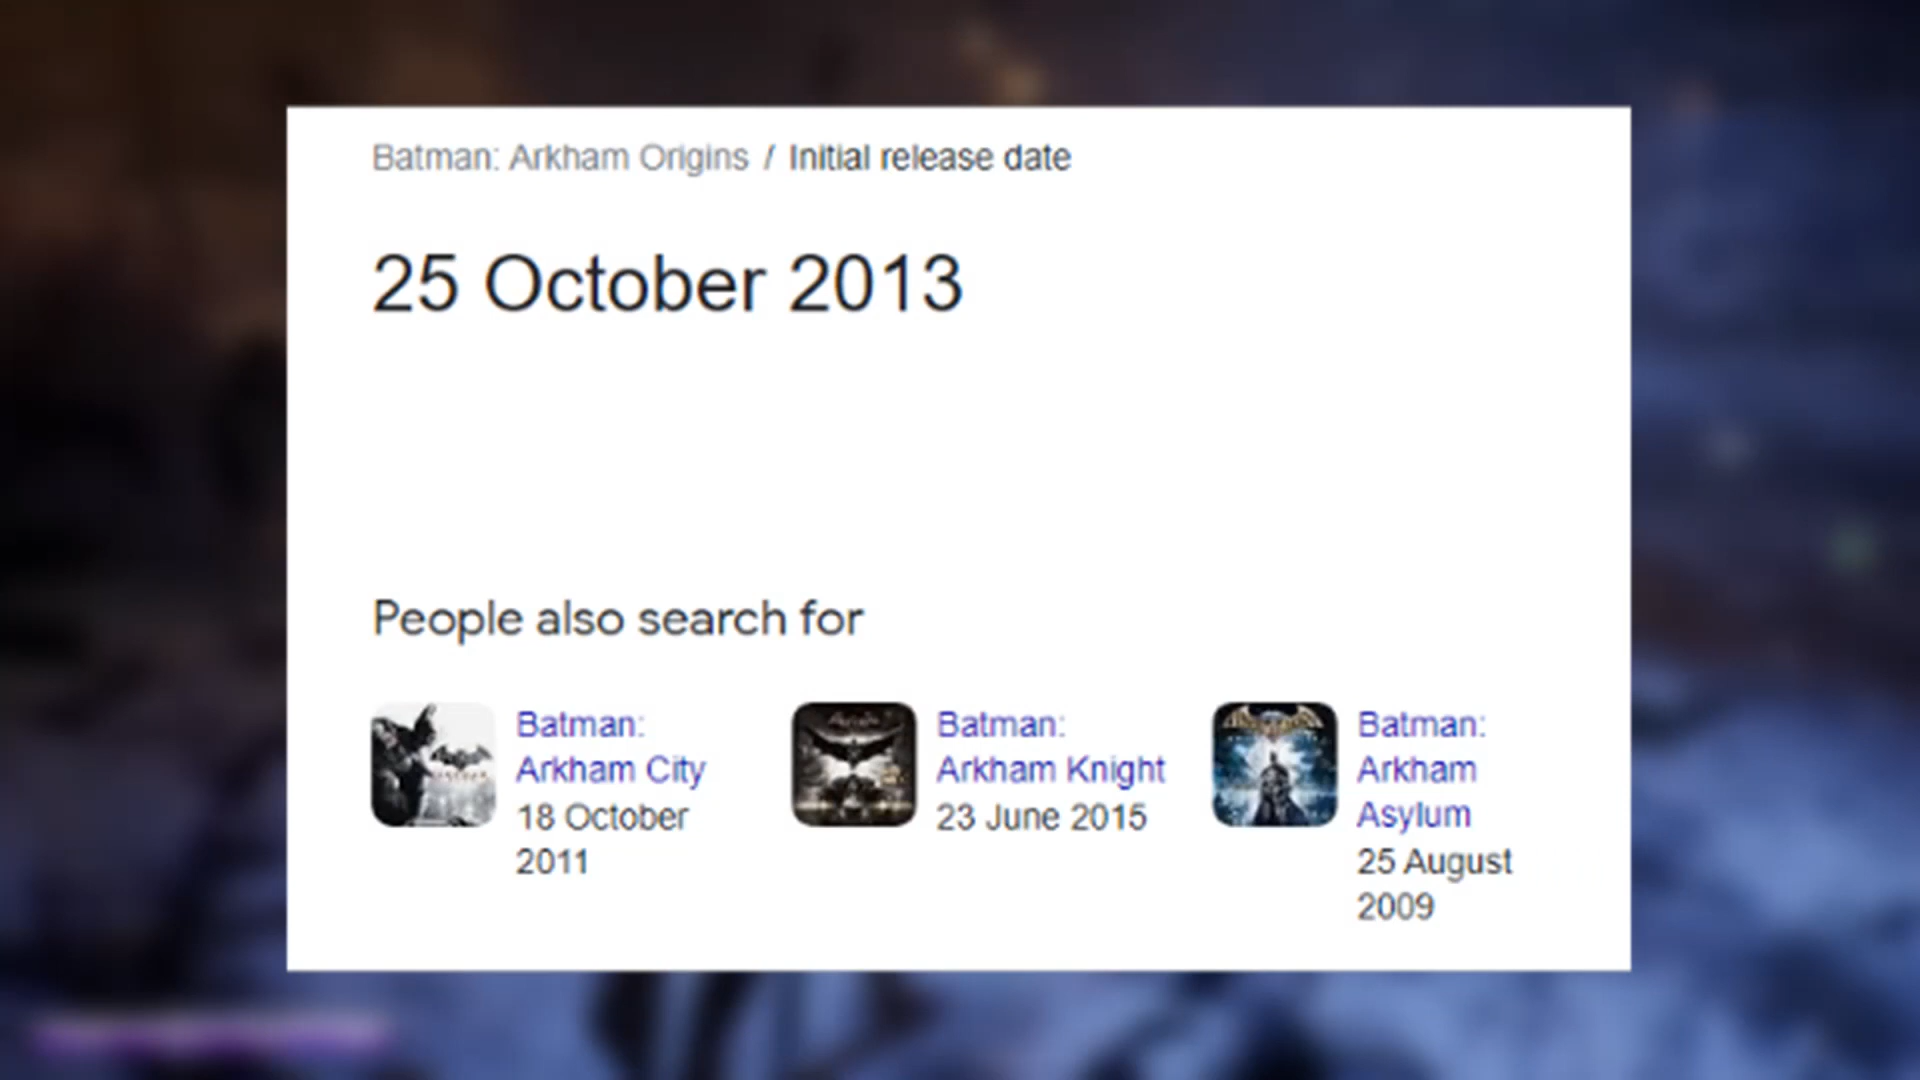 Batman: Arkham Origins / Initial release date
25 October 2013
People also search for
Batman:
Arkham City
18 October
2011
Batman:
Arkham Knight
23 June 2015
Batman:
Arkham
Asylum
25 August
2009